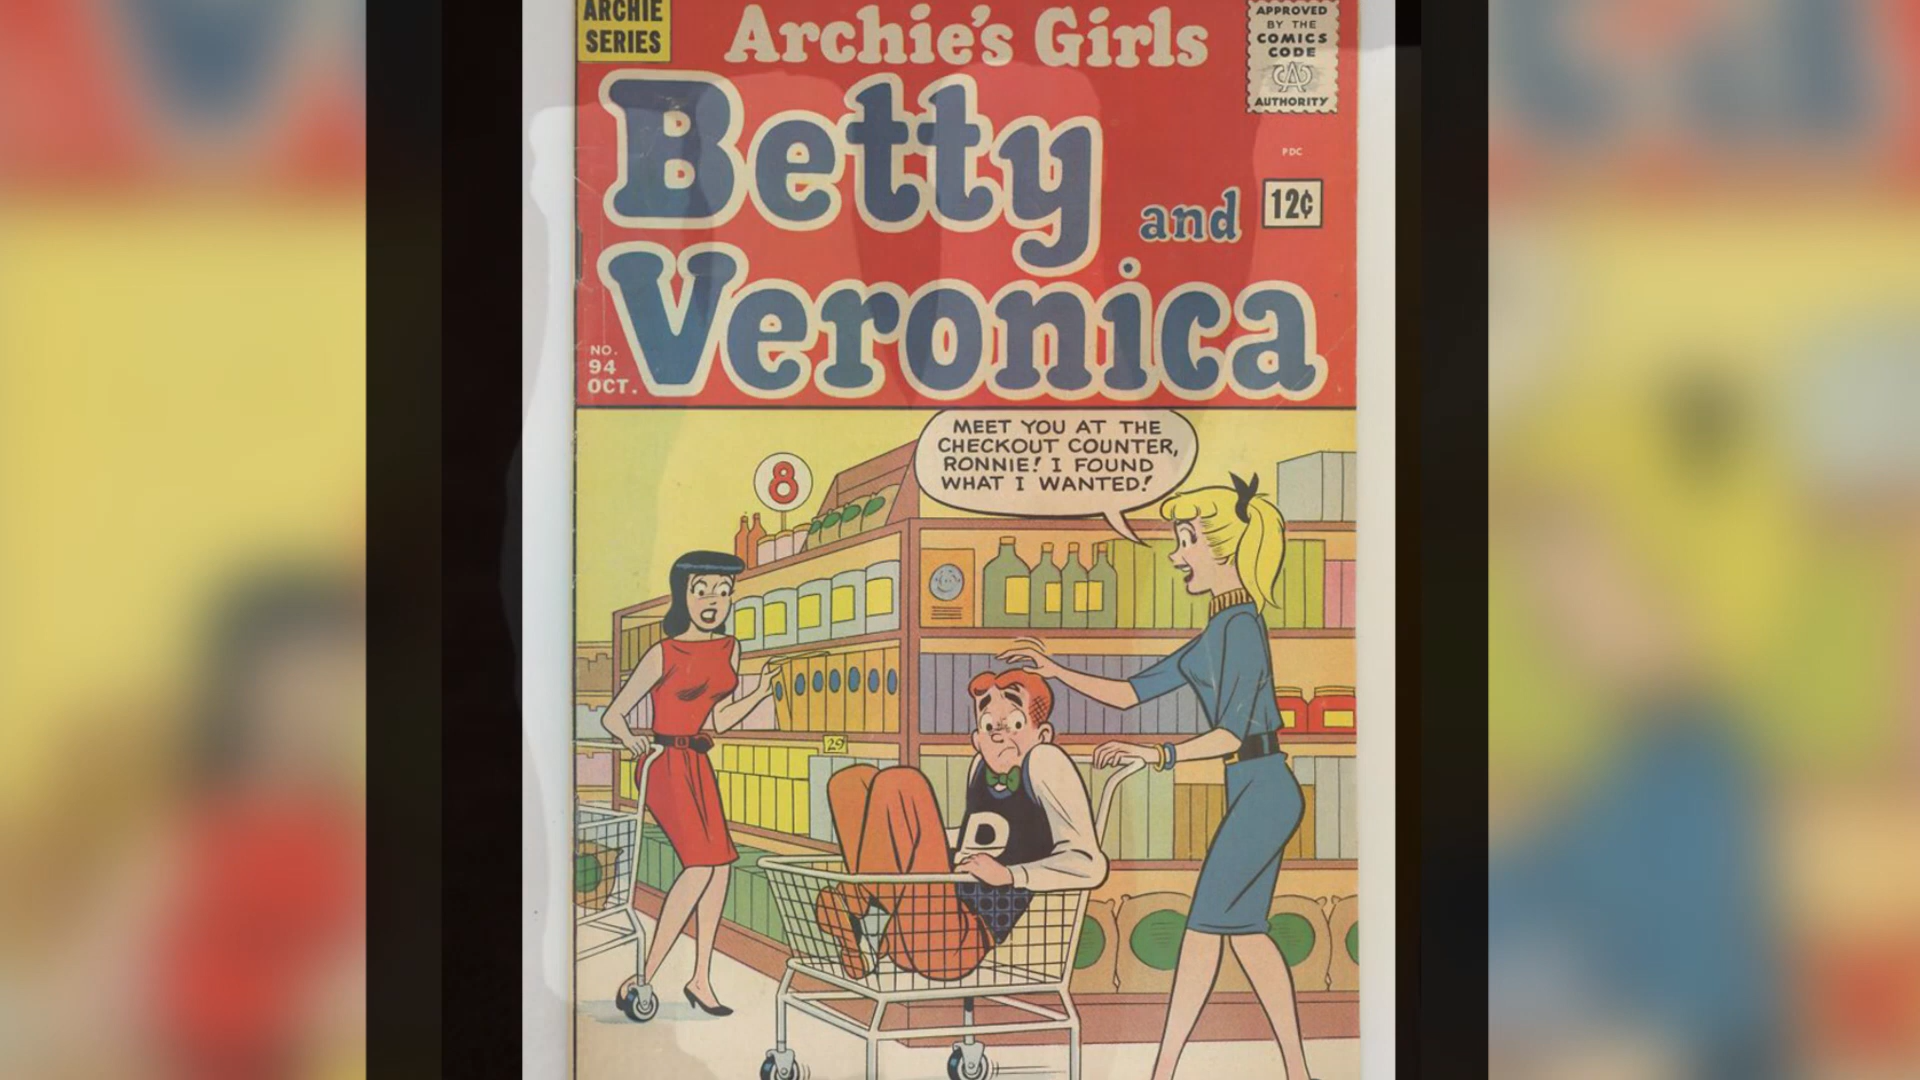 ARCHIE
SERIES
Archie's Girls
APPROVED
BY THE
COMICS
CODE
CA
AUTHORITY
PDC
Betty
and
12¢
Veronica
NO.
94
OCT.
MEET YOU AT THE
CHECKOUT COUNTER,
RONNIE! I FOUND
WHAT I WANTED!
8
29